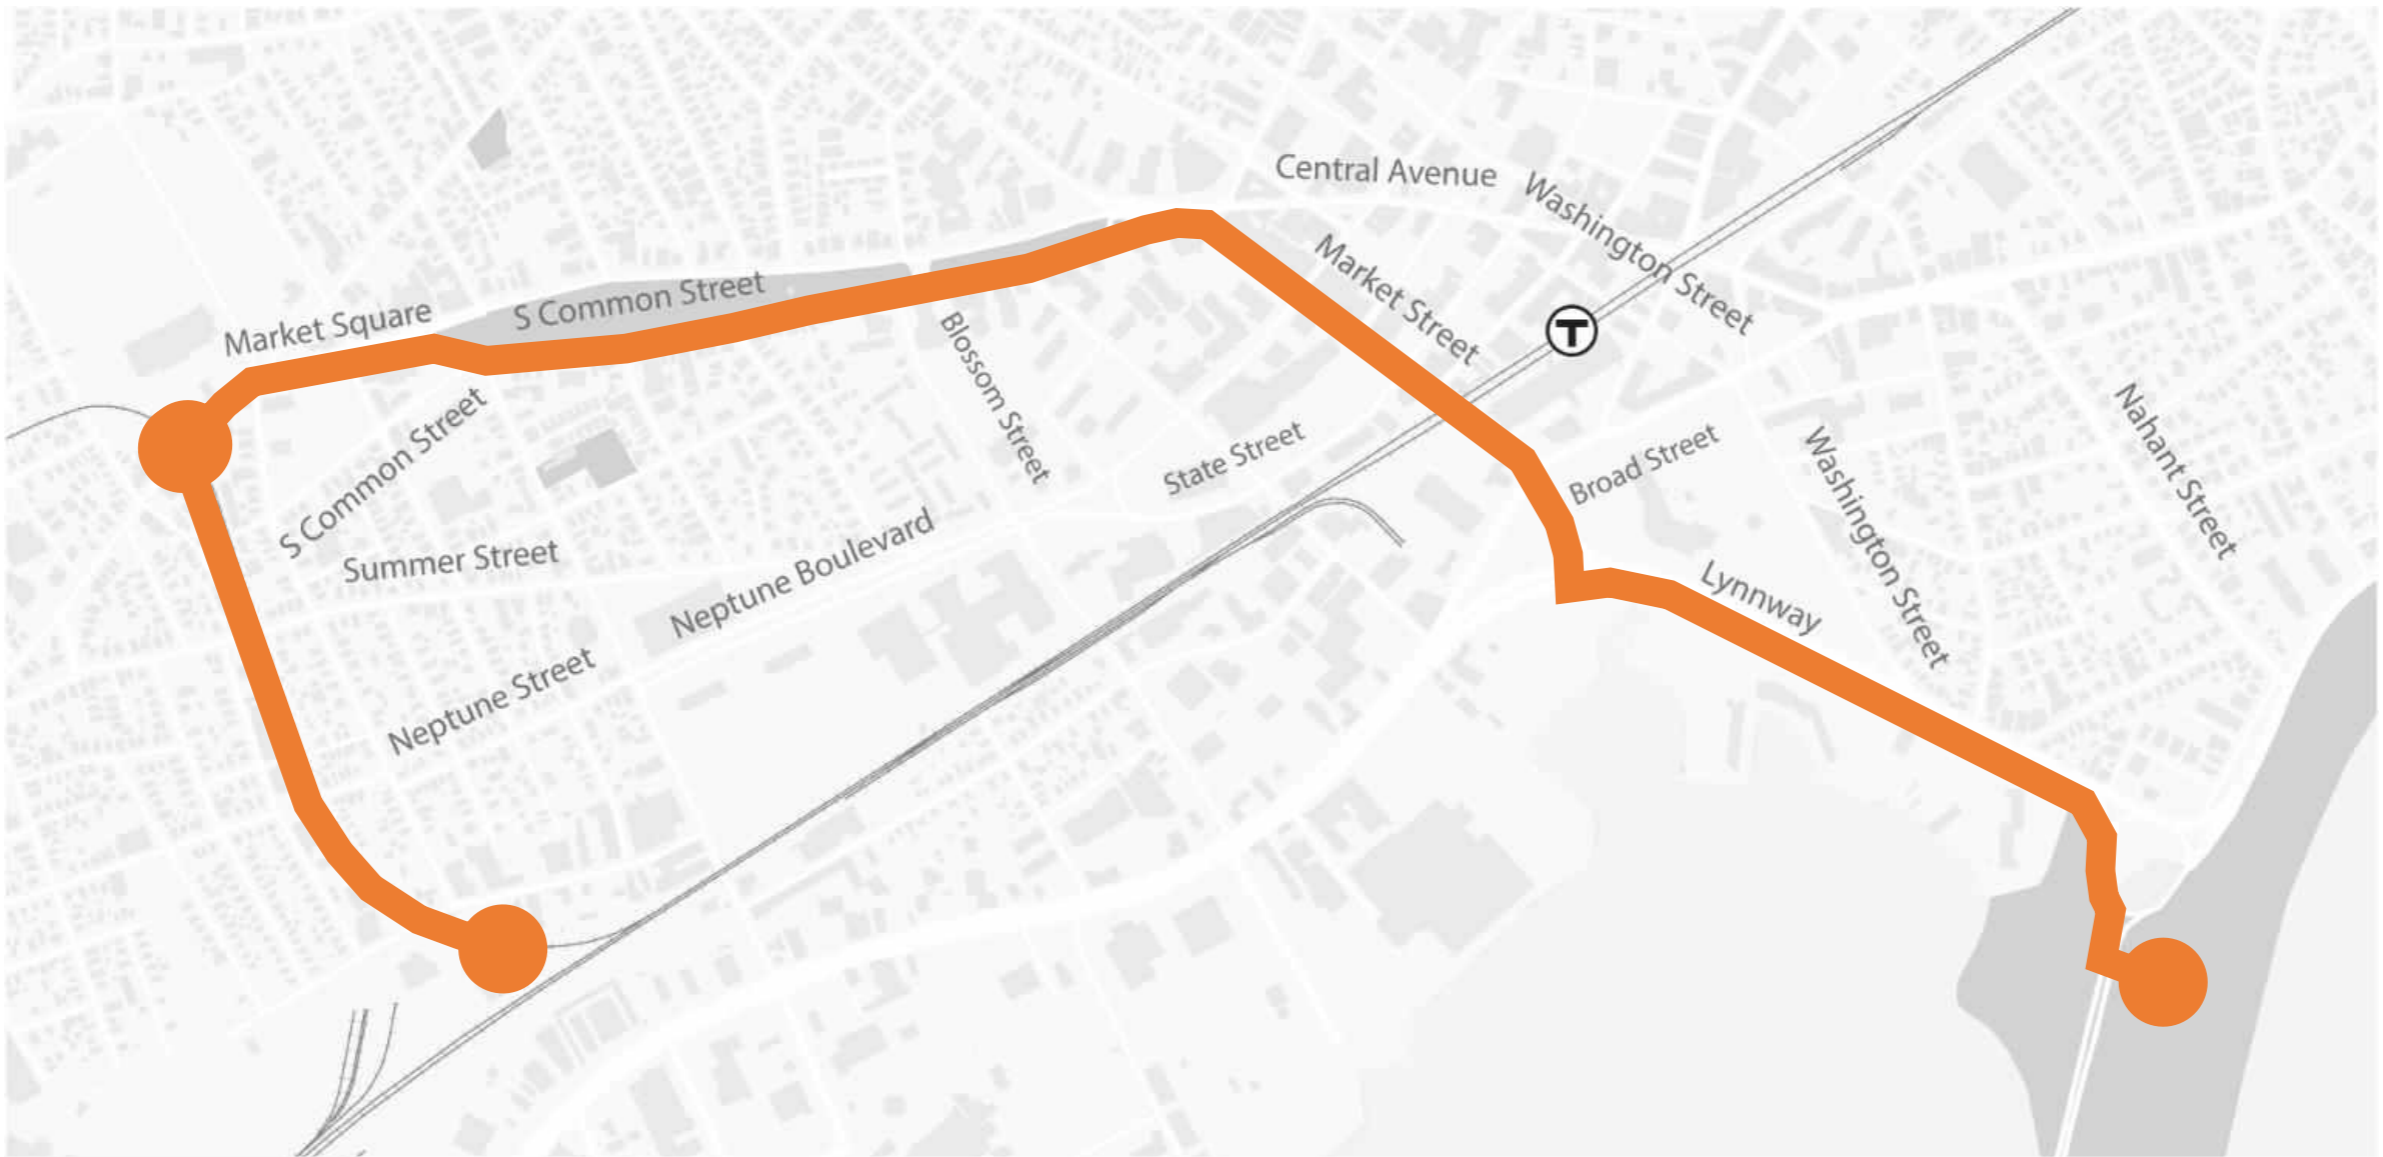 Central Avenue
Washington Street
Market Street
S Common Street
Market Square
Blossom Street
T
S Common Street
State Street
Broad Street
Nahant Street
Washington Street
Summer Street
Neptune Boulevard
Lynnway
Neptune Street